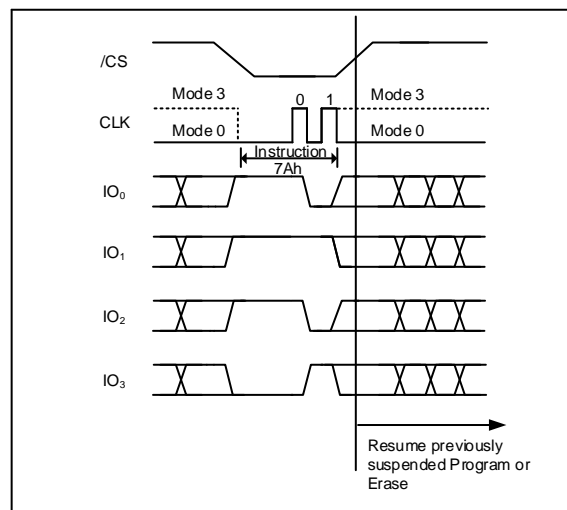 /CS
Mode 3 0 1 Mode 3
CLK
Mode 0 Mode 0
Instruction
7Ah
IO0
IO1
IO2
IO3
Resume previously
suspended Program or
Erase